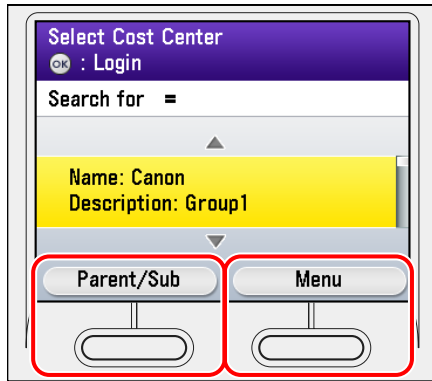 Select Cost Center
OK : Login
Search for =
Name: Canon
Description: Group1
Parent/Sub Menu